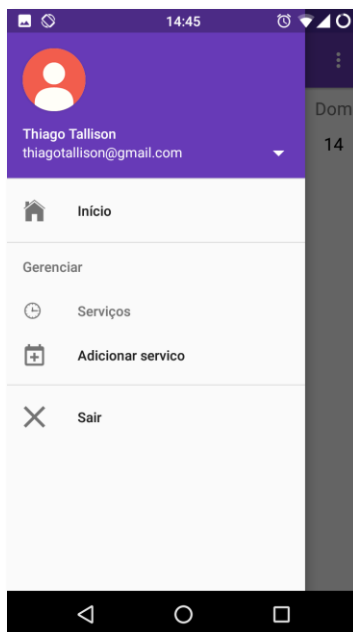 14:45
Thiago Tallison
thiagotallison@gmail.com
Dom
14
Início
Gerenciar
Serviços
Adicionar servico
Sair